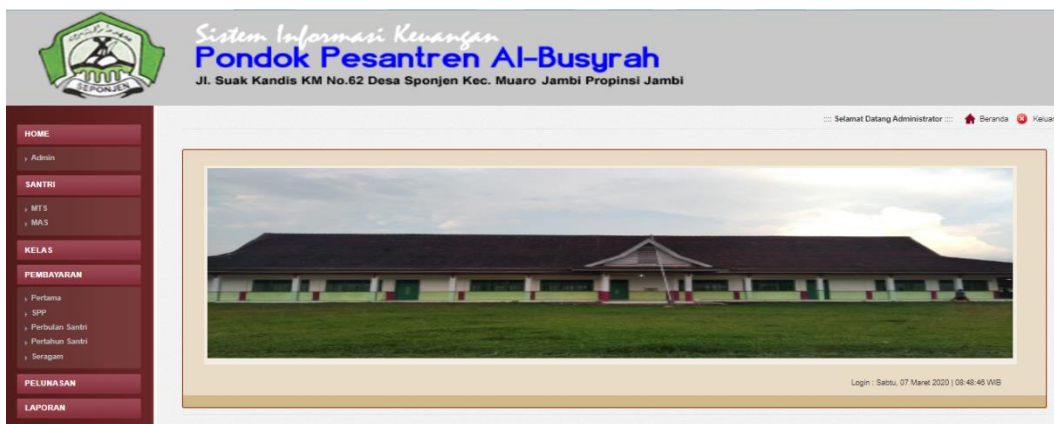 SEPONJEN
Sistem Informasi Keuangan
Pondok Pesantren Al-Busyrah
Jl. Suak Kandis KM No.62 Desa Sponjen Kec. Muaro Jambi Propinsi Jambi
:::: Selamat Datang Administrator :::: Beranda Keluar
HOME
Admin
SANTRI
MTS
MAS
KELAS
PEMBAYARAN
Pertama
SPP
Perbulan Santri
Pertahun Santri
Seragam
PELUNASAN
LAPORAN
Login : Sabtu, 07 Maret 2020 | 08:48:46 WIB